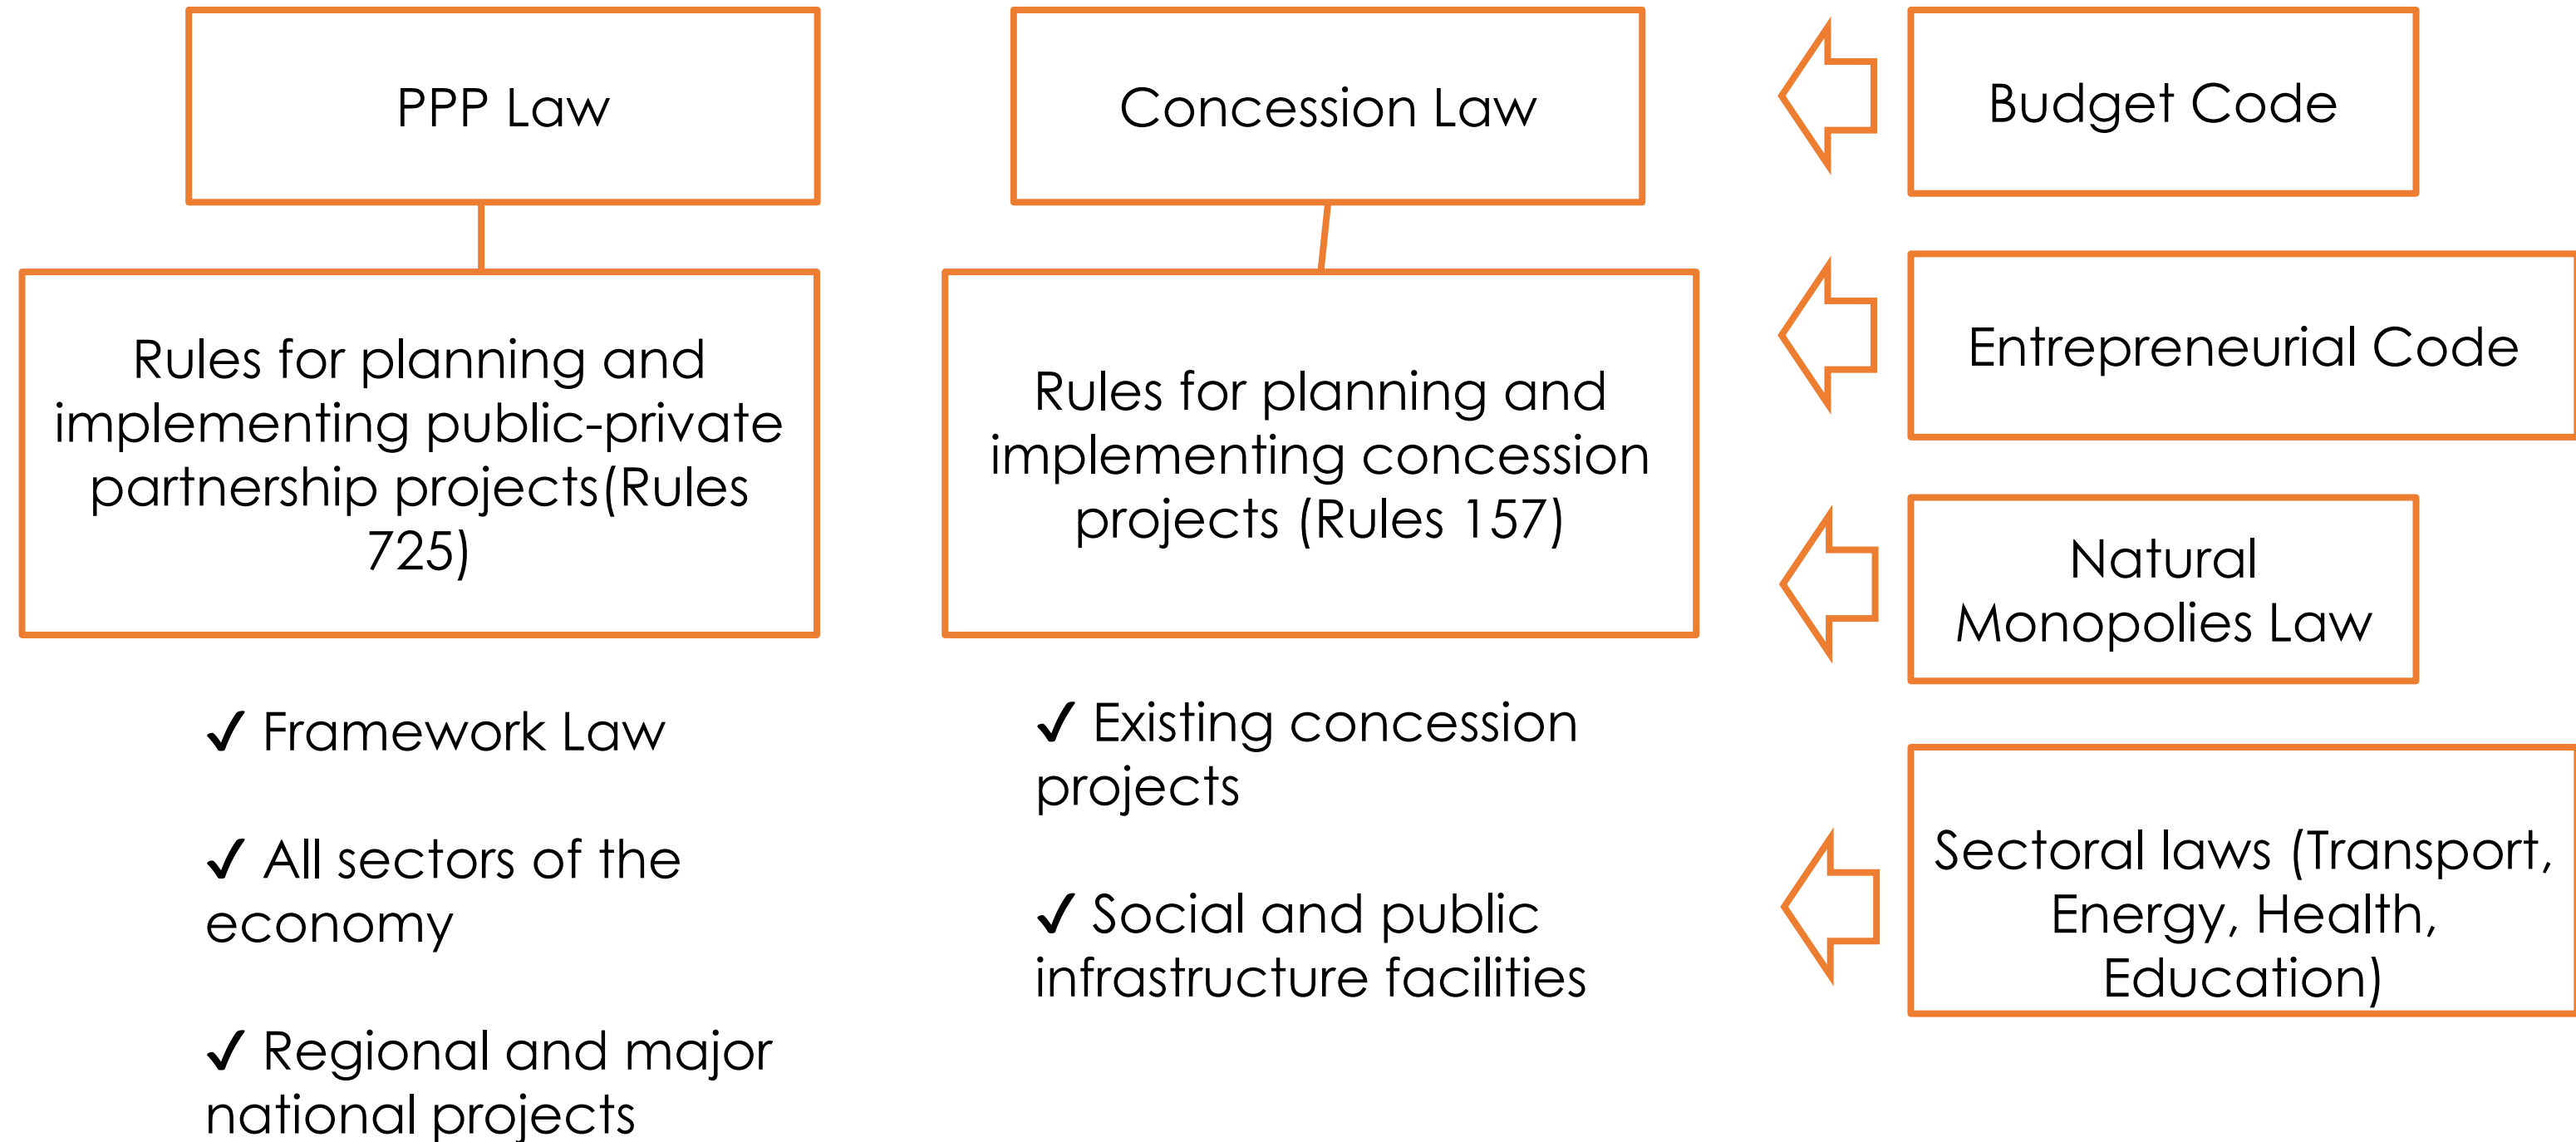 PPP Law
Rules for planning and
implementing public-private
partnership projects(Rules
725)
✓ Framework Law
✓ All sectors of the
economy
✓ Regional and major
national projects
Concession Law
Rules for planning and
implementing concession
projects (Rules 157)
✓ Existing concession
projects
✓ Social and public
infrastructure facilities
Budget Code
Entrepreneurial Code
Natural
Monopolies Law
Sectoral laws (Transport,
Energy, Health,
Education)